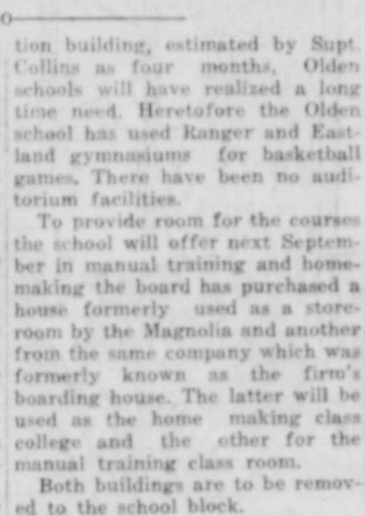 tion building, estimated by Supt.
Collins as four months, Olden
schools will have realized a long
time need. Heretofore the Olden
school has used Ranger and East-
land gymnasiums for basketball
games. There have been no audi-
torium facilities.
To provide room for the courses
the school will offer next Septem-
ber in manual training and home-
making the board has purchased a
house formerly used as a store-
room by the Magnolia and another
from the same company which was
formerly known as the firm's
boarding house. The latter will be
used as the home making class
college and the other for the
manual training class room.
Both buildings are to be remov-
ed to the school block.